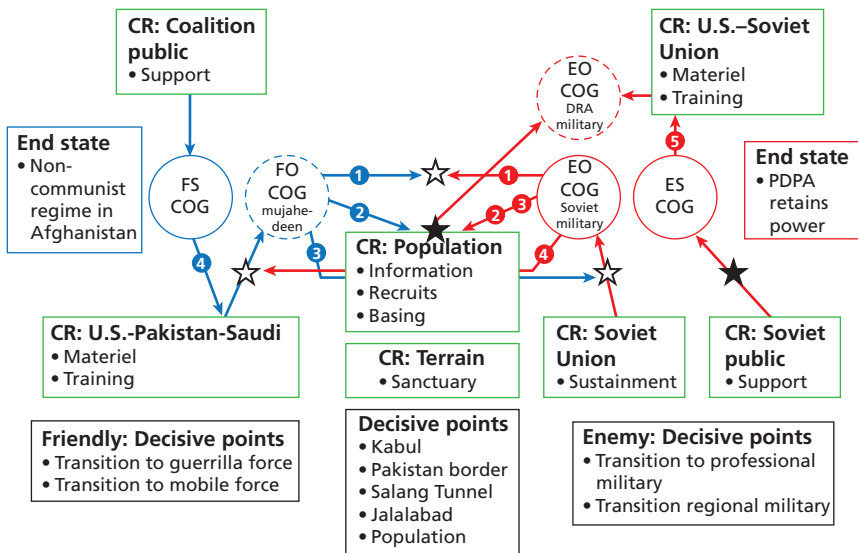 CR: Coalition
public
• Support
EO
COG
DRA
military
CR: U.S.–Soviet
Union
• Materiel
• Training
End state
• Non-
communist
regime in
Afghanistan
FS
COG
FO
COG
mujahe-
deen
1
2
3
4
1
2
3
4
5
EO
COG
Soviet
military
ES
COG
End state
• PDPA
retains
power
CR: Population
• Information
• Recruits
• Basing
CR: U.S.-Pakistan-Saudi
• Materiel
• Training
CR: Terrain
• Sanctuary
CR: Soviet
Union
• Sustainment
CR: Soviet
public
• Support
Friendly: Decisive points
• Transition to guerrilla force
• Transition to mobile force
Decisive points
• Kabul
• Pakistan border
• Salang Tunnel
• Jalalabad
• Population
Enemy: Decisive points
• Transition to professional
military
• Transition regional military